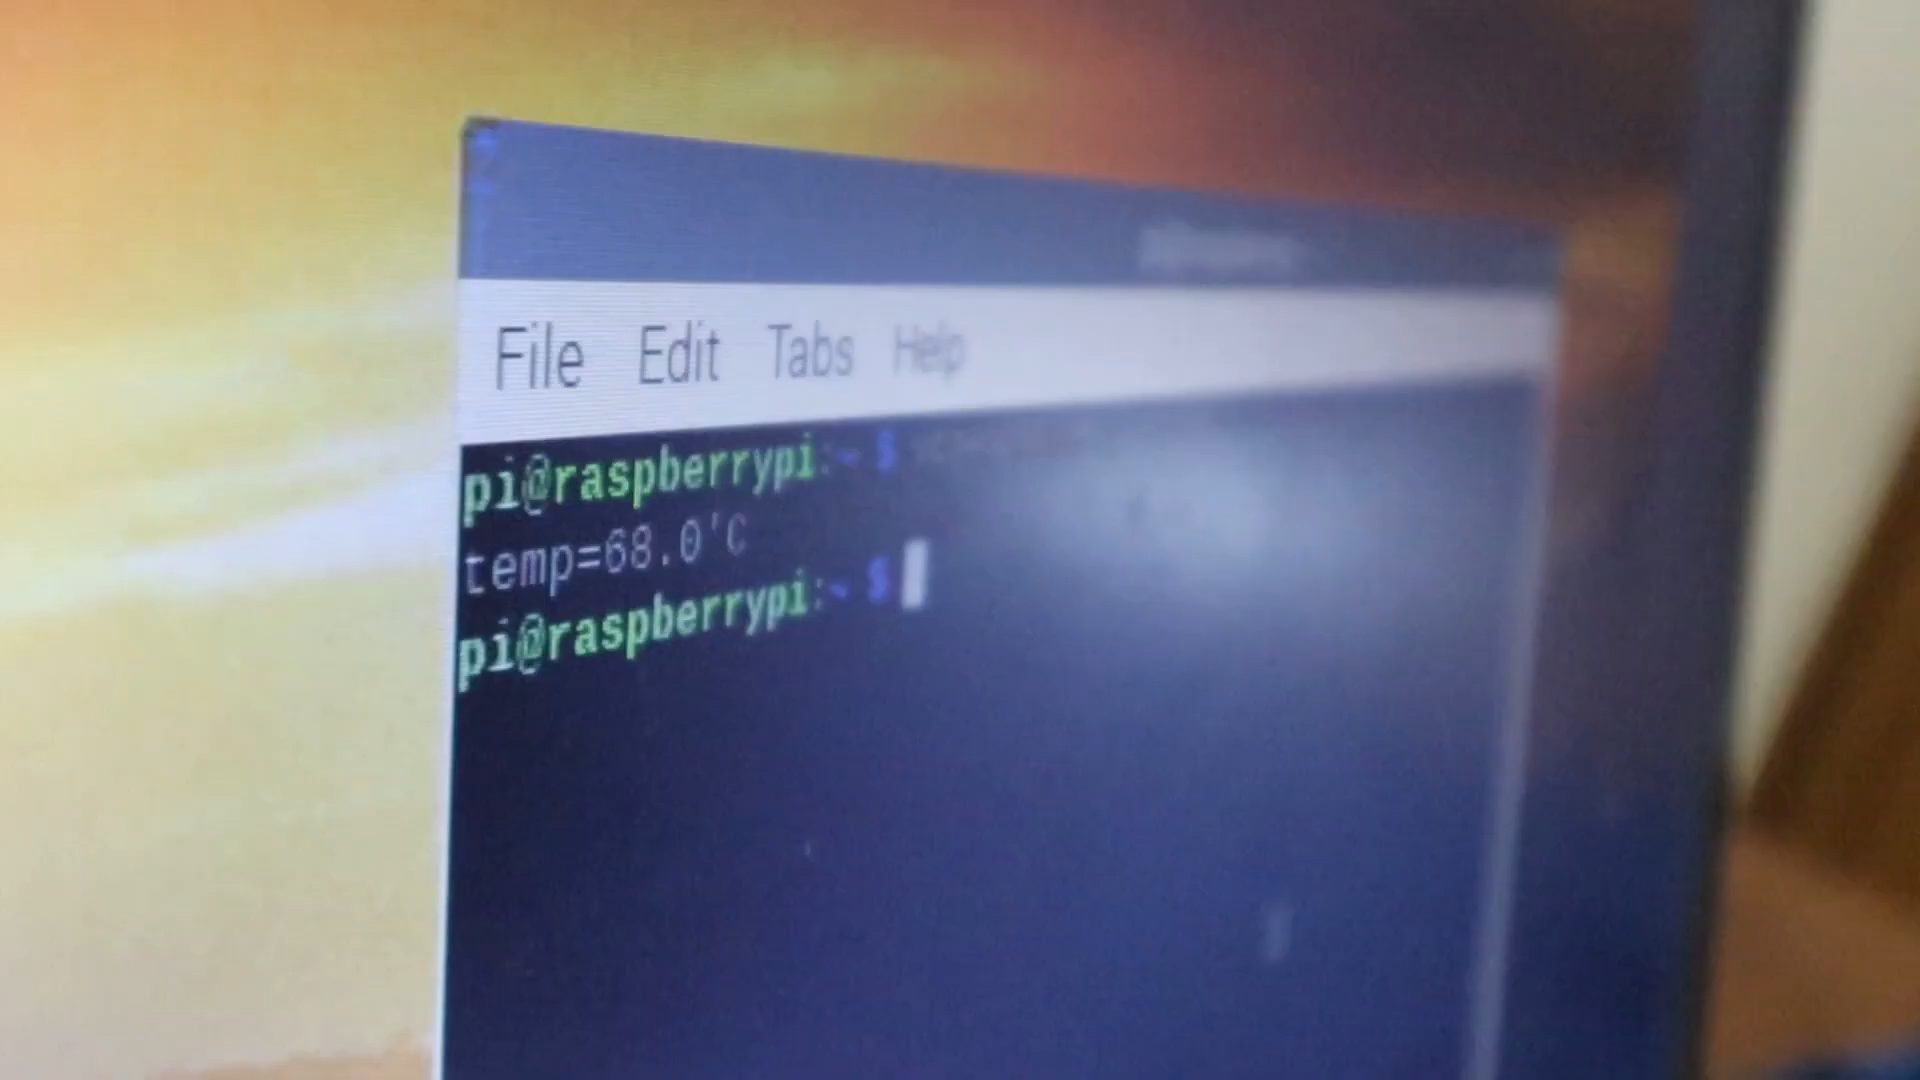 File Edit Tabs Help
pi@raspberrypi:~ $
temp=68.0'C
pi@raspberrypi:~ $